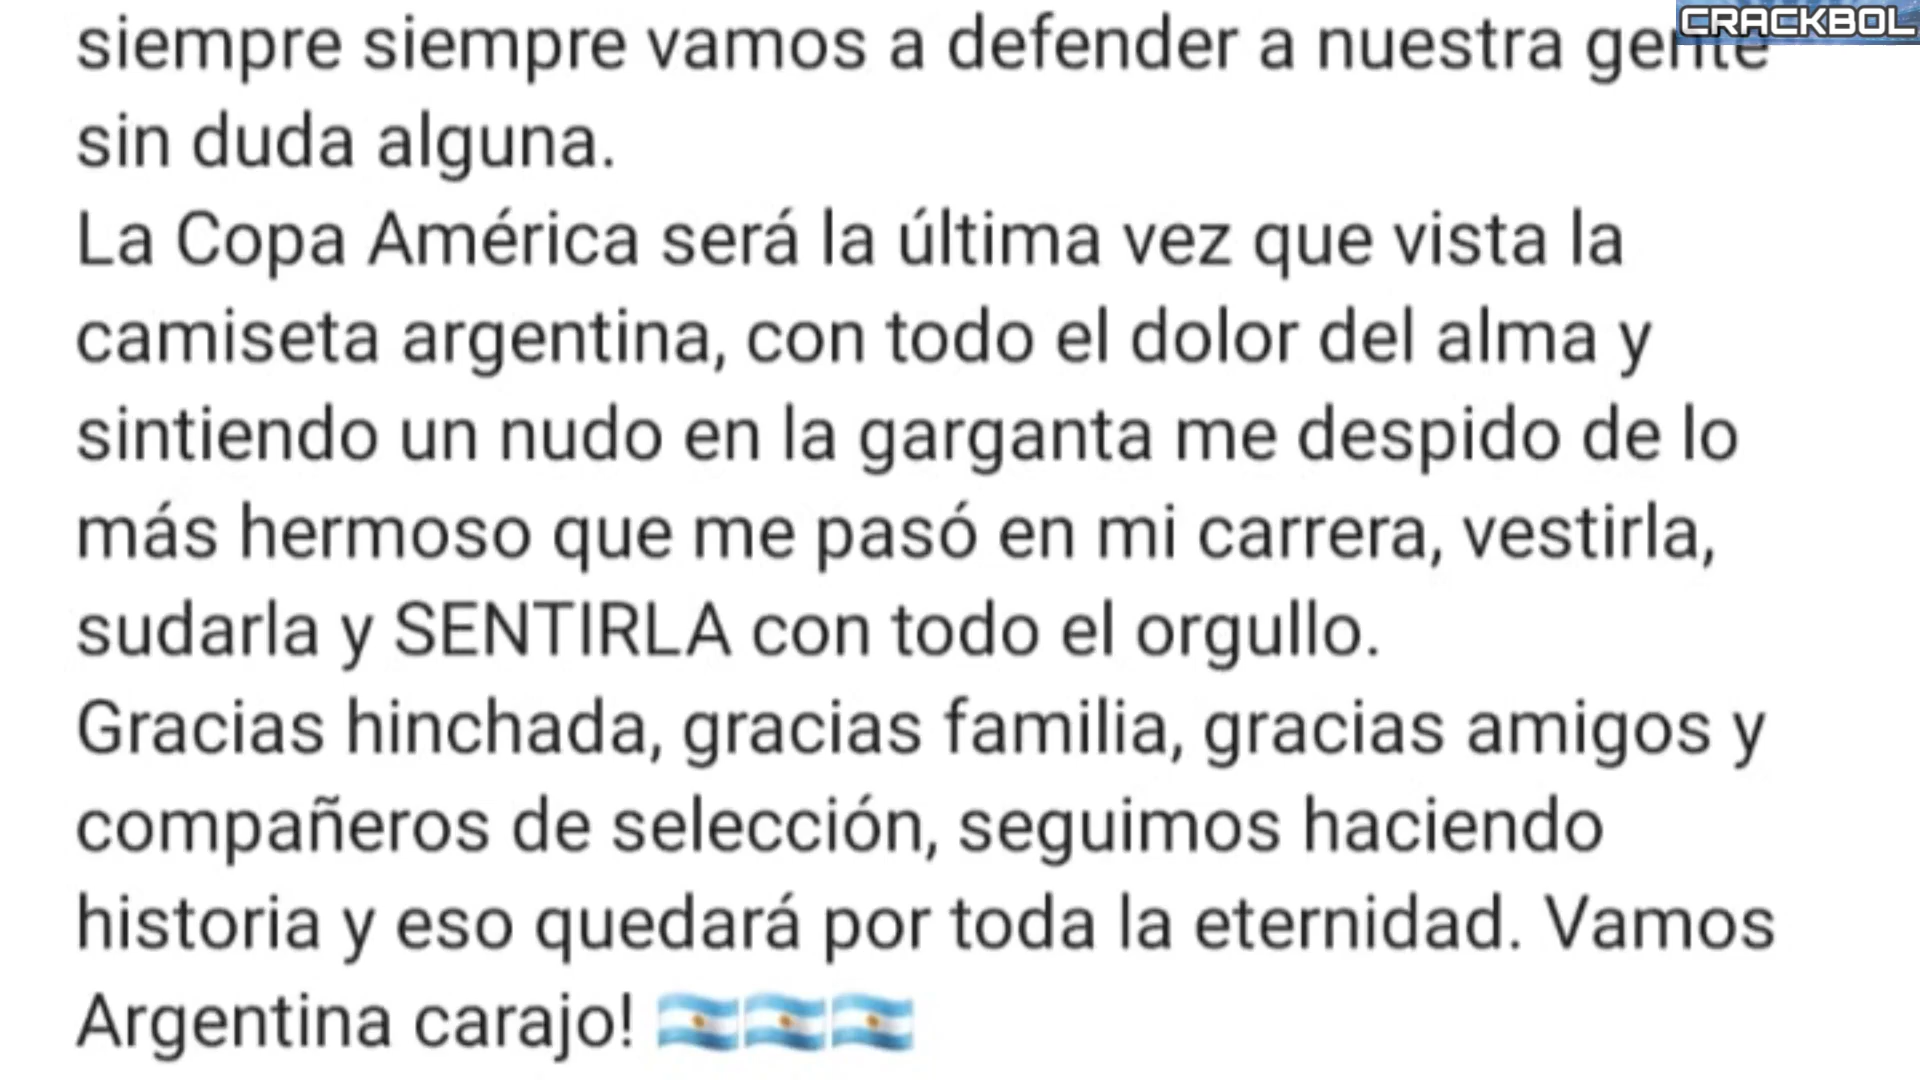 CRACKBOL
siempre siempre vamos a defender a nuestra gente
sin duda alguna.
La Copa América será la última vez que vista la
camiseta argentina, con todo el dolor del alma y
sintiendo un nudo en la garganta me despido de lo
más hermoso que me pasó en mi carrera, vestirla,
sudarla y SENTIRLA con todo el orgullo.
Gracias hinchada, gracias familia, gracias amigos y
compañeros de selección, seguimos haciendo
historia y eso quedará por toda la eternidad. Vamos
Argentina carajo! 🇦🇷🇦🇷🇦🇷